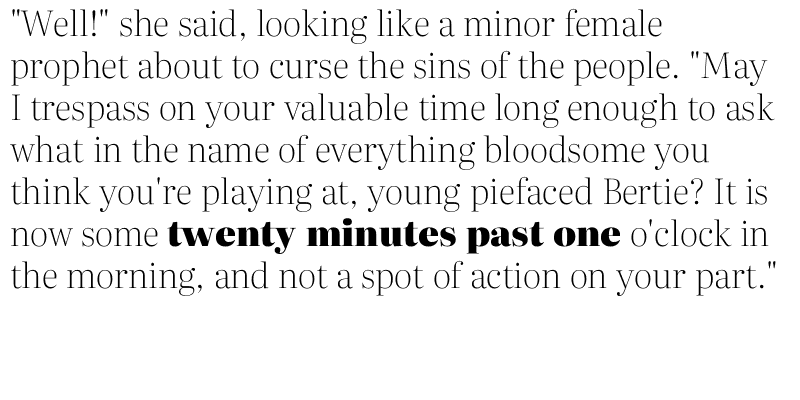 "Well!" she said, looking like a minor female
prophet about to curse the sins of the people. "May
I trespass on your valuable time long enough to ask
what in the name of everything bloodsome you
think you're playing at, young piefaced Bertie? It is
now some twenty minutes past one o'clock in
the morning, and not a spot of action on your part."